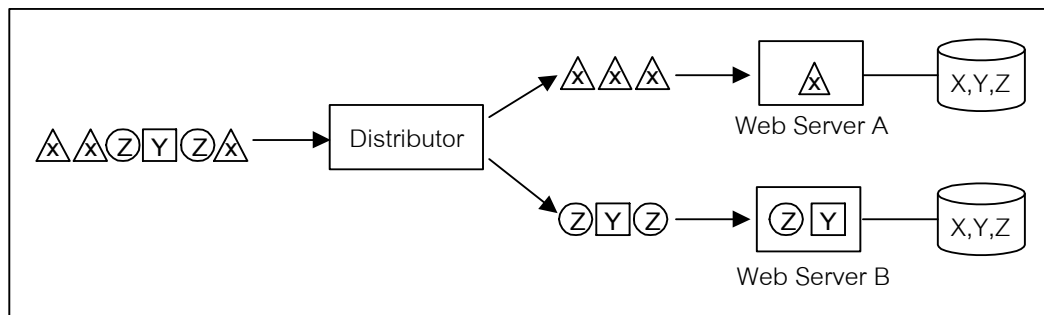 x x x
x
X,Y,Z
Web Server A
x x Z Y Z x
Distributor
Z Y Z
Z Y
X,Y,Z
Web Server B